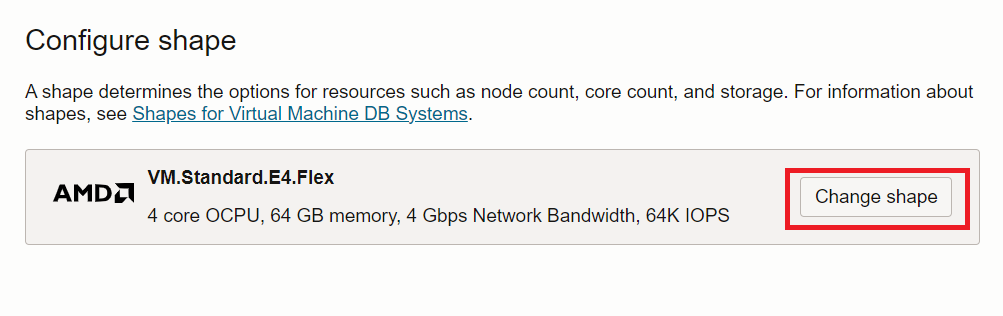 Configure shape
A shape determines the options for resources such as node count, core count, and storage. For information about
shapes, see Shapes for Virtual Machine DB Systems.
AMD
VM.Standard.E4.Flex
4 core OCPU, 64 GB memory, 4 Gbps Network Bandwidth, 64K IOPS
Change shape